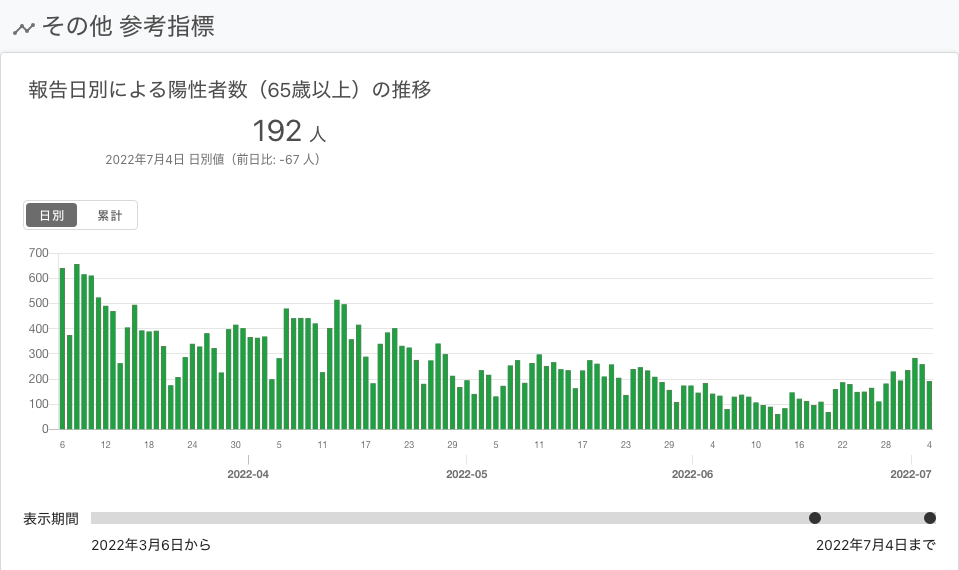 その他 参考指標
報告日別による陽性者数（65歳以上）の推移
192 人
2022年7月4日 日別値（前日比: -67 人）
日別 累計
700
600
500
400
300
200
100
0
6 12 18 24 30 5 11 17 23 29 5 11 17 23 29 4 10 16 22 28 4
2022-04 2022-05 2022-06 2022-07
表示期間
2022年3月6日から 2022年7月4日まで